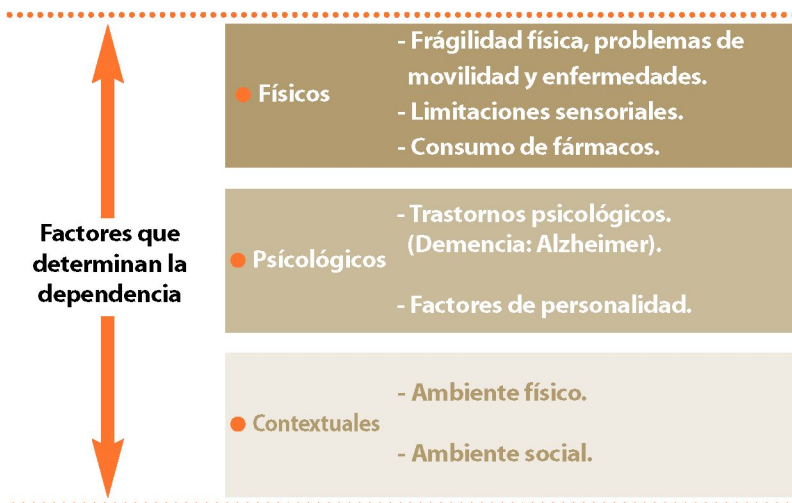 Factores que
determinan la
dependencia
Físicos
- Frágilidad física, problemas de
movilidad y enfermedades.
- Limitaciones sensoriales.
- Consumo de fármacos.
Psícológicos
- Trastornos psicológicos.
(Demencia: Alzheimer).
- Factores de personalidad.
Contextuales
- Ambiente físico.
- Ambiente social.